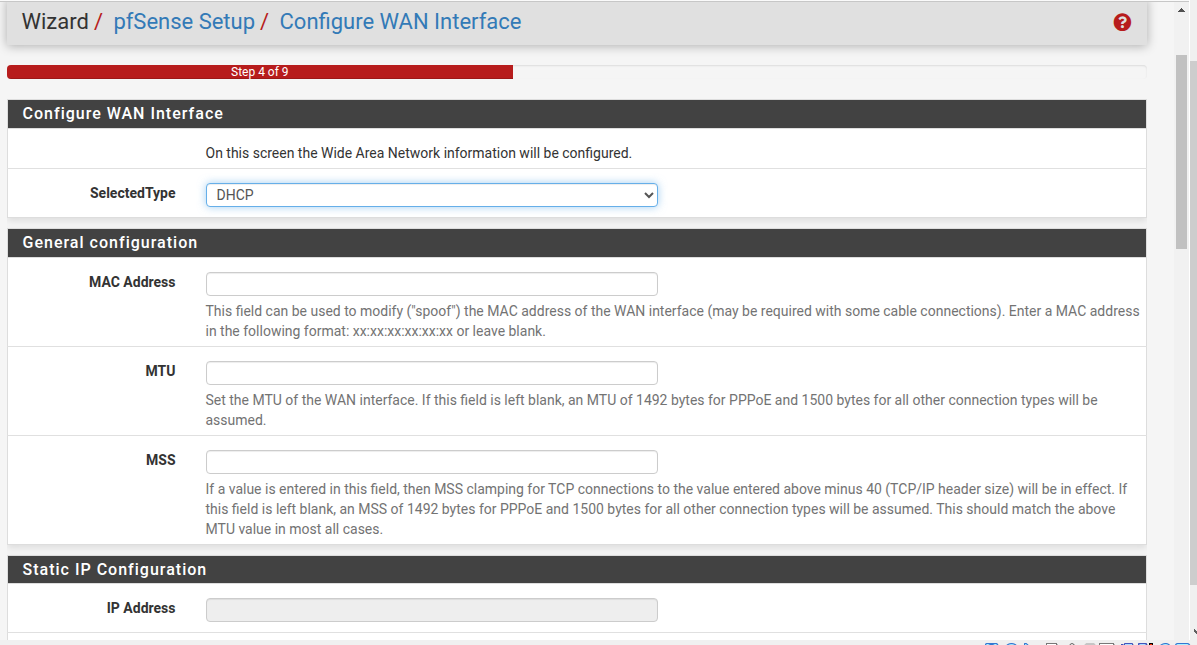 Wizard / pfSense Setup / Configure WAN Interface
?
Step 4 of 9
Configure WAN Interface
On this screen the Wide Area Network information will be configured.
SelectedType
DHCP
General configuration
MAC Address
This field can be used to modify ("spoof") the MAC address of the WAN interface (may be required with some cable connections). Enter a MAC address
in the following format: xx:xx:xx:xx:xx:xx or leave blank.
MTU
Set the MTU of the WAN interface. If this field is left blank, an MTU of 1492 bytes for PPPoE and 1500 bytes for all other connection types will be
assumed.
MSS
If a value is entered in this field, then MSS clamping for TCP connections to the value entered above minus 40 (TCP/IP header size) will be in effect. If
this field is left blank, an MSS of 1492 bytes for PPPoE and 1500 bytes for all other connection types will be assumed. This should match the above
MTU value in most all cases.
Static IP Configuration
IP Address